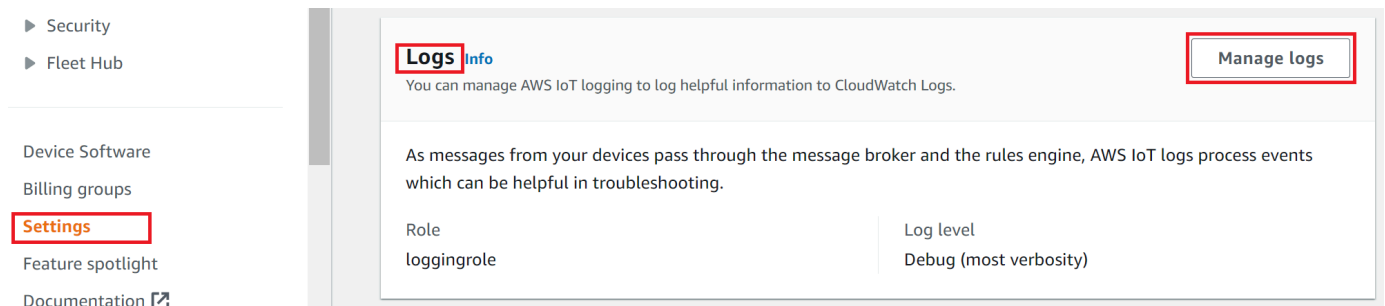 Security
Fleet Hub
Device Software
Billing groups
Settings
Feature spotlight
Documentation
Logs Info
Manage logs
You can manage AWS IoT logging to log helpful information to CloudWatch Logs.
As messages from your devices pass through the message broker and the rules engine, AWS IoT logs process events
which can be helpful in troubleshooting.
Role
loggingrole
Log level
Debug (most verbosity)